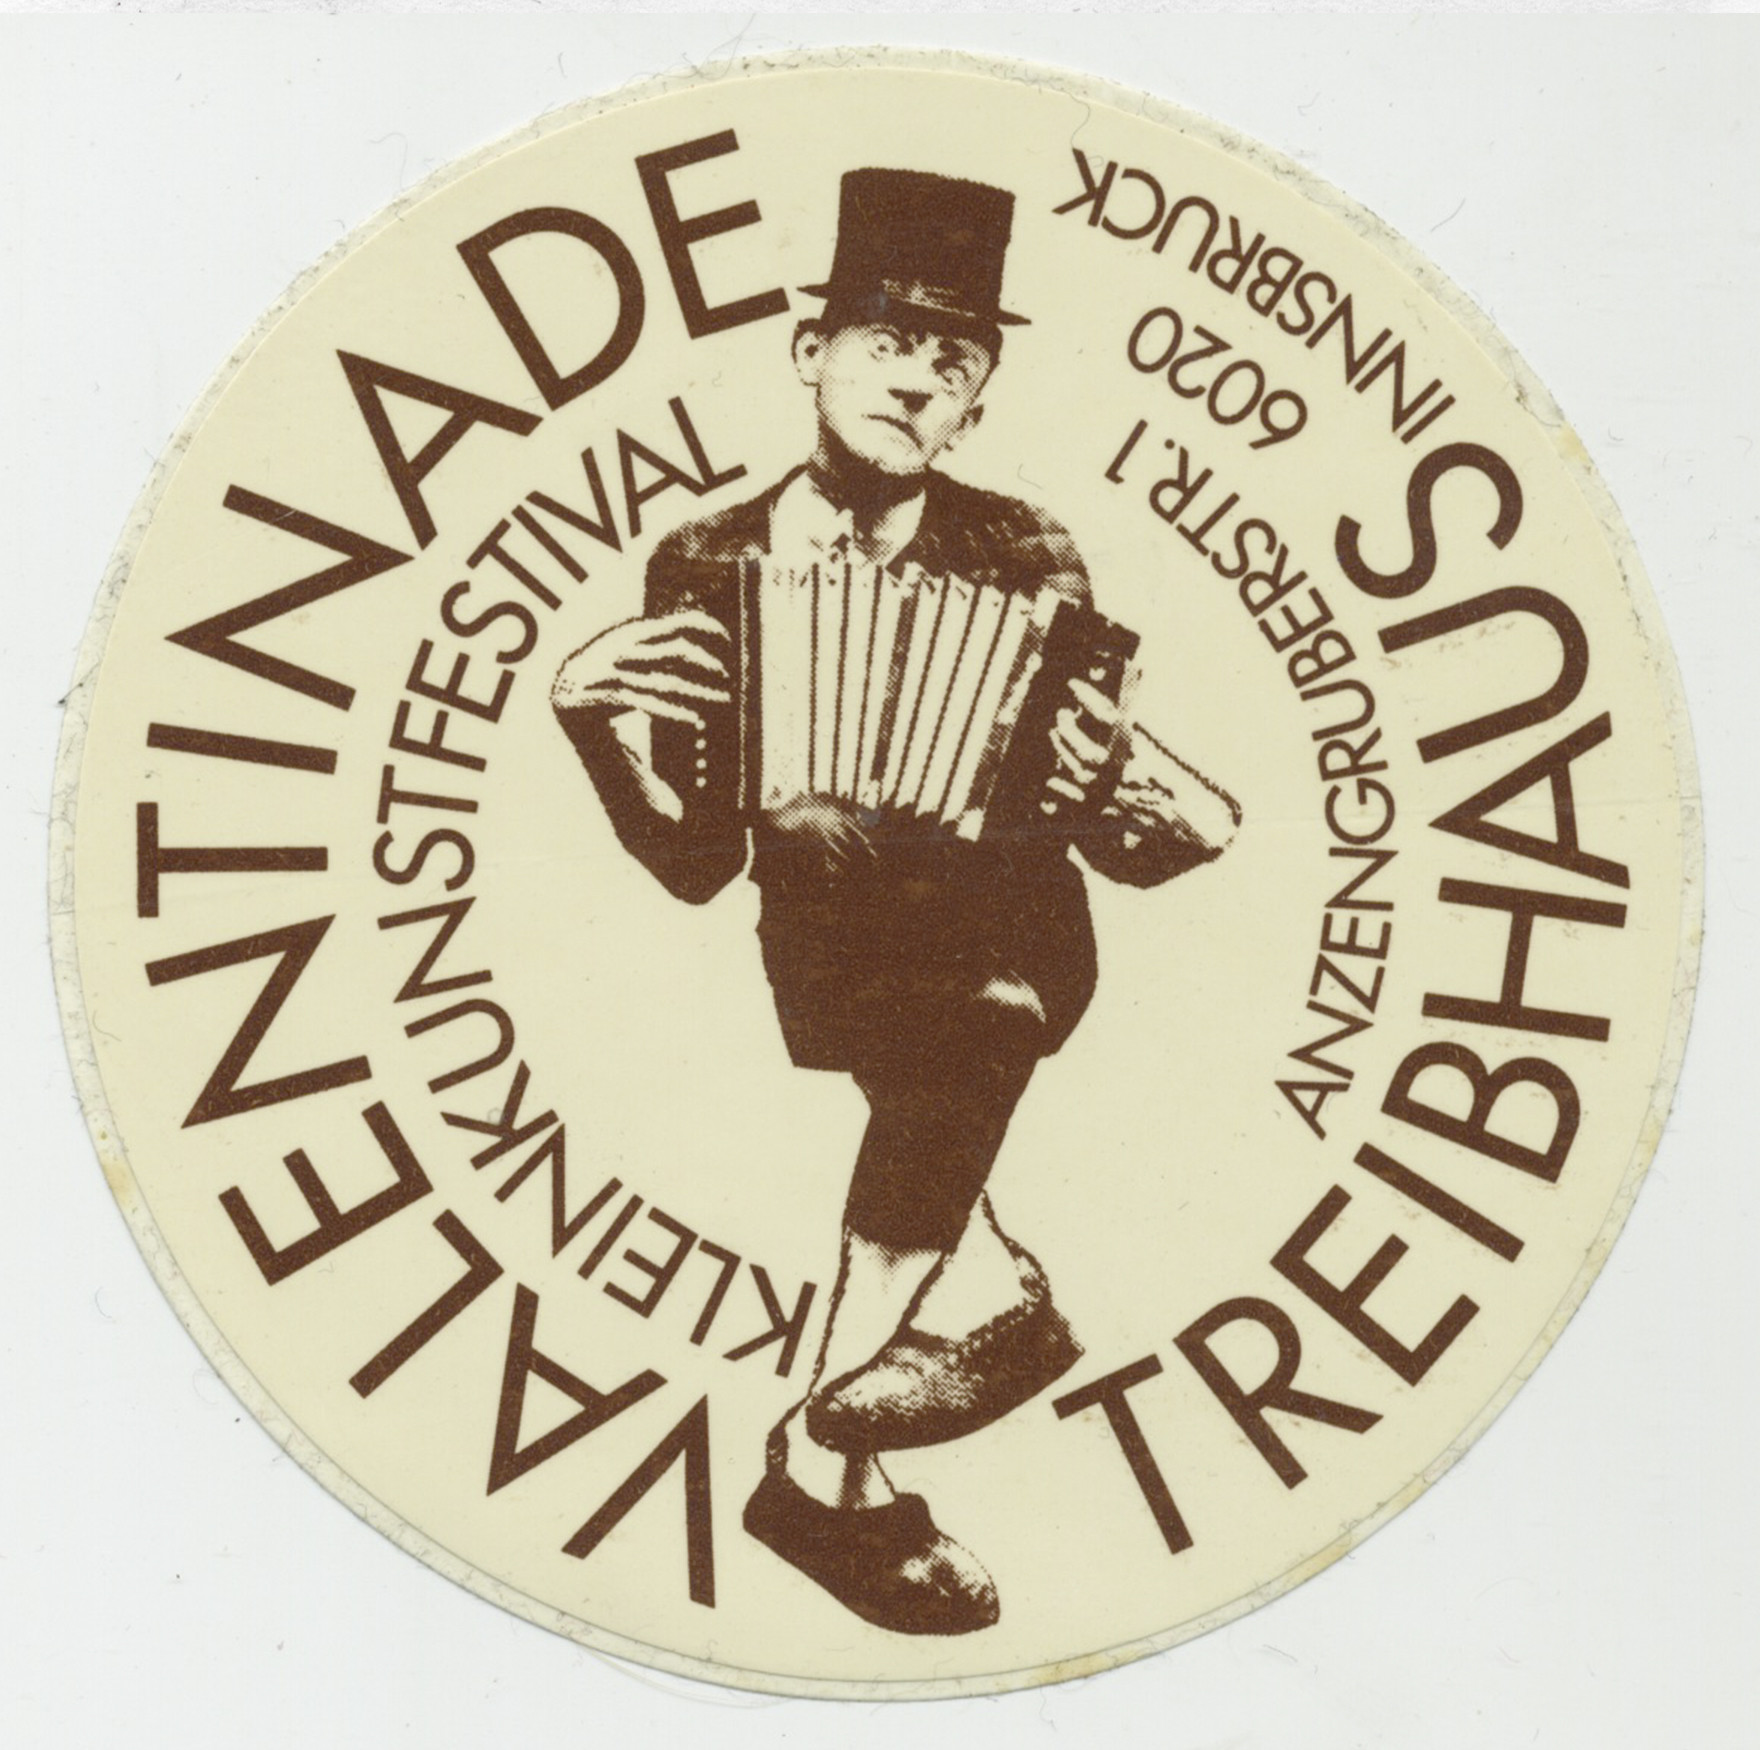 VALENTINADE
KLEINKUNSTFESTIVAL
TREIBHAUS
ANZENGRUBERSTR. 1
6020
INNSBRUCK